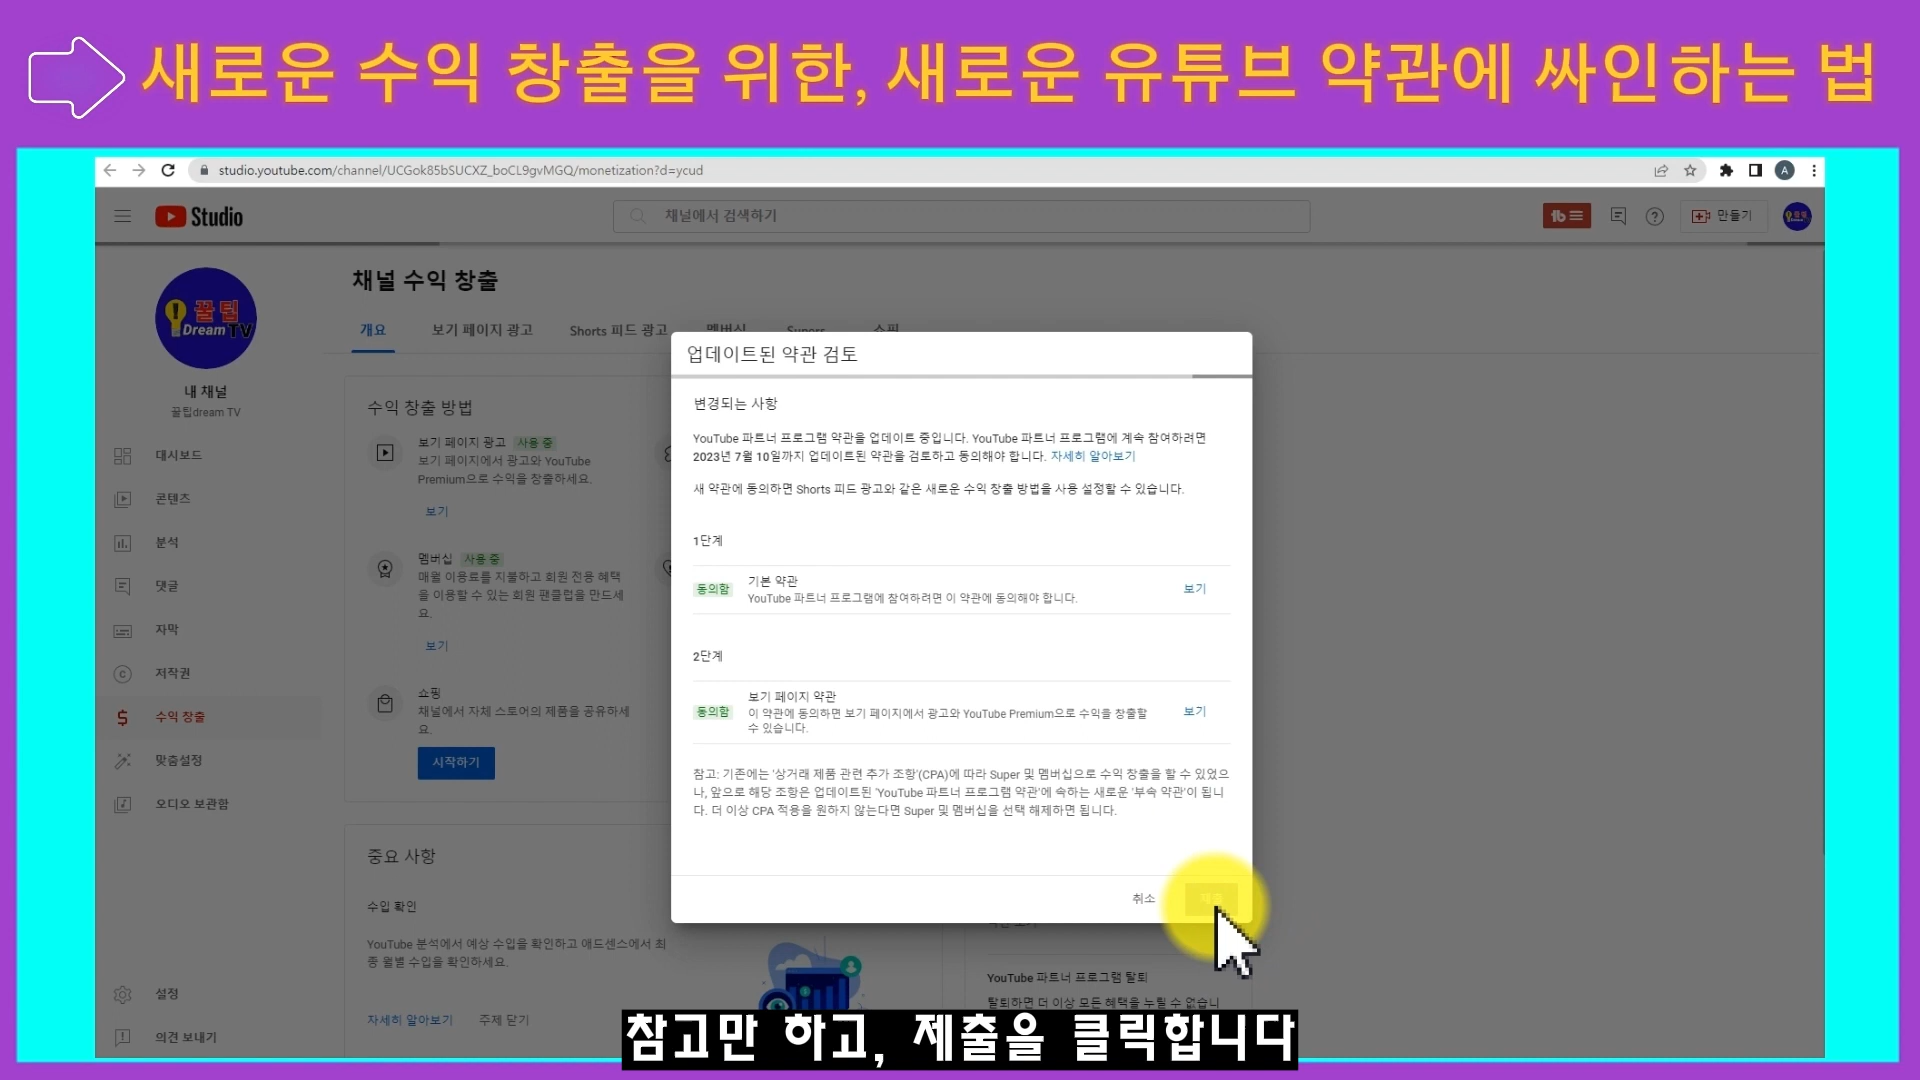 새로운 수익 창출을 위한, 새로운 유튜브 약관에 싸인하는 법
studio.youtube.com/channel/UCGok85bSUCXZ_boCL9gvMGQ/monetization?d=ycud
A
Studio
채널에서 검색하기
만들기
꿀팁
Dream TV
내 채널
꿀팁dream TV
대시보드
콘텐츠
분석
댓글
자막
저작권
수익 창출
맞춤설정
오디오 보관함
설정
의견 보내기
채널 수익 창출
개요
보기 페이지 광고
Shorts 피드 광고
멤버십
Supers
쇼핑
수익 창출 방법
보기 페이지 광고 사용 중
보기 페이지에서 광고와 YouTube
Premium으로 수익을 창출하세요.
보기
멤버십 사용 중
매월 이용료를 지불하고 회원 전용 혜택
을 이용할 수 있는 회원 팬클럽을 만드세
요.
보기
쇼핑
채널에서 자체 스토어의 제품을 공유하세
요.
시작하기
중요 사항
수입 확인
YouTube 분석에서 예상 수입을 확인하고 애드센스에서 최
종 월별 수입을 확인하세요.
자세히 알아보기
주제 닫기
업데이트된 약관 검토
변경되는 사항
YouTube 파트너 프로그램 약관을 업데이트 중입니다. YouTube 파트너 프로그램에 계속 참여하려면
2023년 7월 10일까지 업데이트된 약관을 검토하고 동의해야 합니다. 자세히 알아보기
새 약관에 동의하면 Shorts 피드 광고와 같은 새로운 수익 창출 방법을 사용 설정할 수 있습니다.
1단계
동의함
기본 약관
YouTube 파트너 프로그램에 참여하려면 이 약관에 동의해야 합니다.
보기
2단계
동의함
보기 페이지 약관
이 약관에 동의하면 보기 페이지에서 광고와 YouTube Premium으로 수익을 창출할
수 있습니다.
보기
참고: 기존에는 '상거래 제품 관련 추가 조항'(CPA)에 따라 Super 및 멤버십으로 수익 창출을 할 수 있었으
나, 앞으로 해당 조항은 업데이트된 'YouTube 파트너 프로그램 약관'에 속하는 새로운 '부속 약관'이 됩니
다. 더 이상 CPA 적용을 원하지 않는다면 Super 및 멤버십을 선택 해제하면 됩니다.
취소
제출
YouTube 파트너 프로그램 탈퇴
탈퇴하면 더 이상 모든 혜택을 누릴 수 없습니
참고만 하고, 제출을 클릭합니다